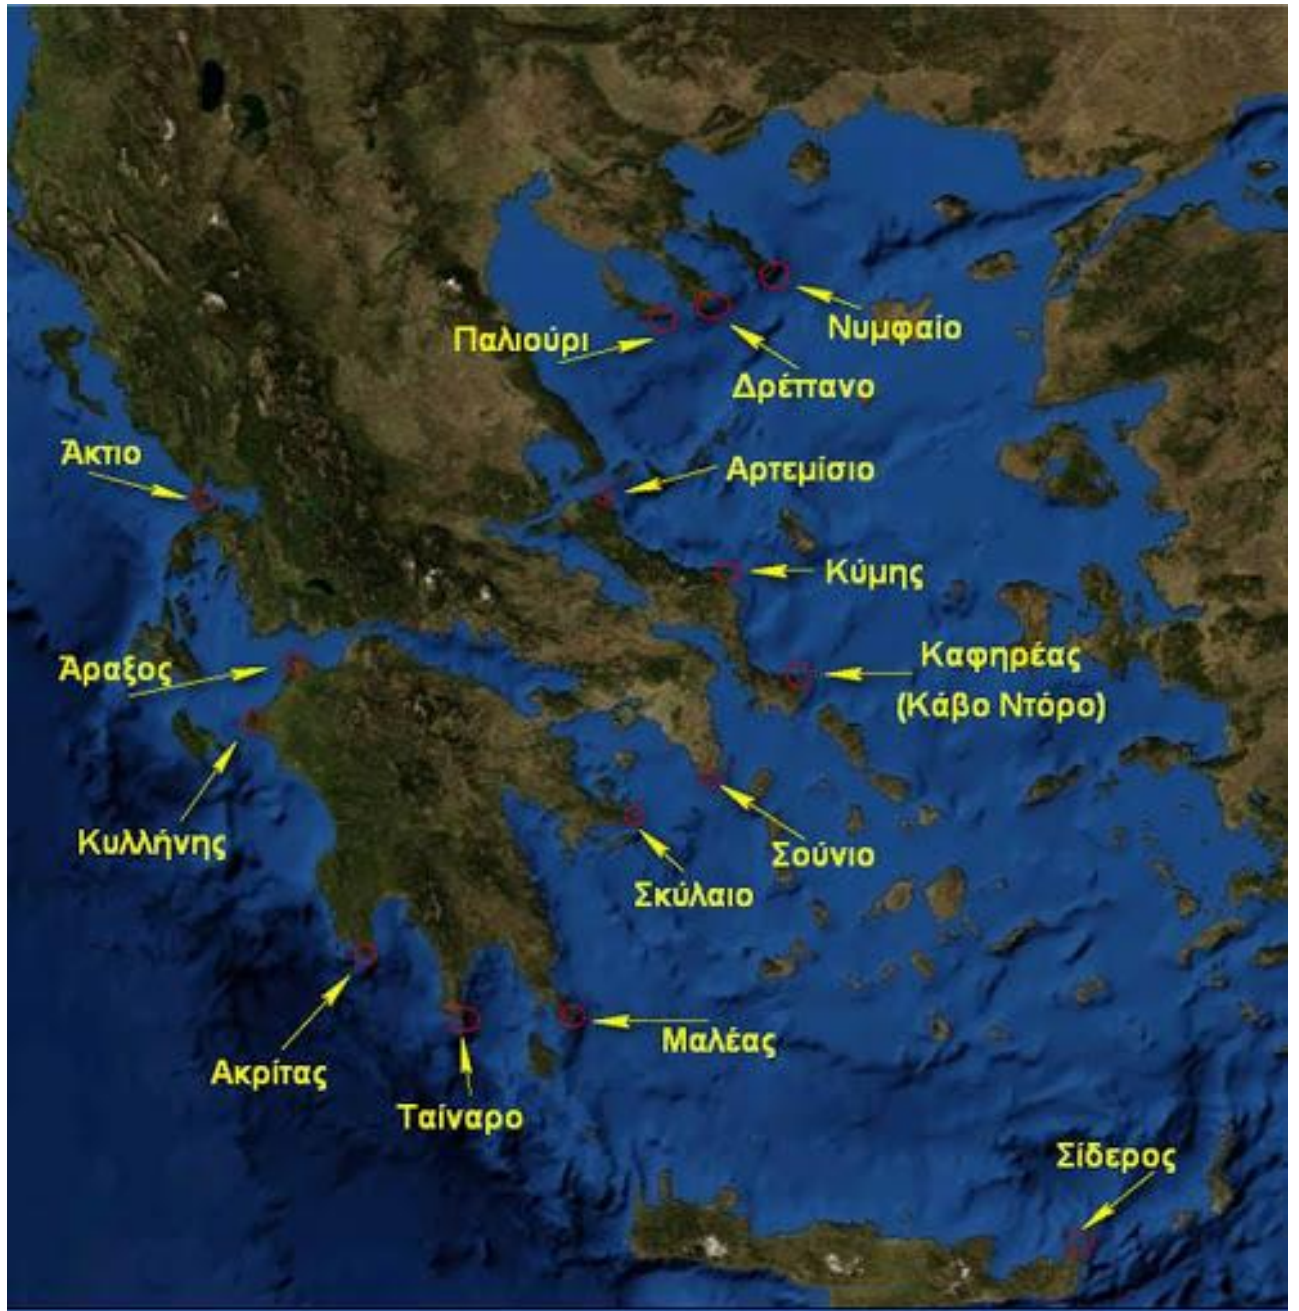 Νυμφαίο
Παλιούρι
Δρέπανο
Άκτιο
Αρτεμίσιο
Κύμης
Άραξος
Καφηρέας
(Κάβο Ντόρο)
Κυλλήνης
Σούνιο
Σκύλαιο
Μαλέας
Ακρίτας
Ταίναρο
Σίδερος